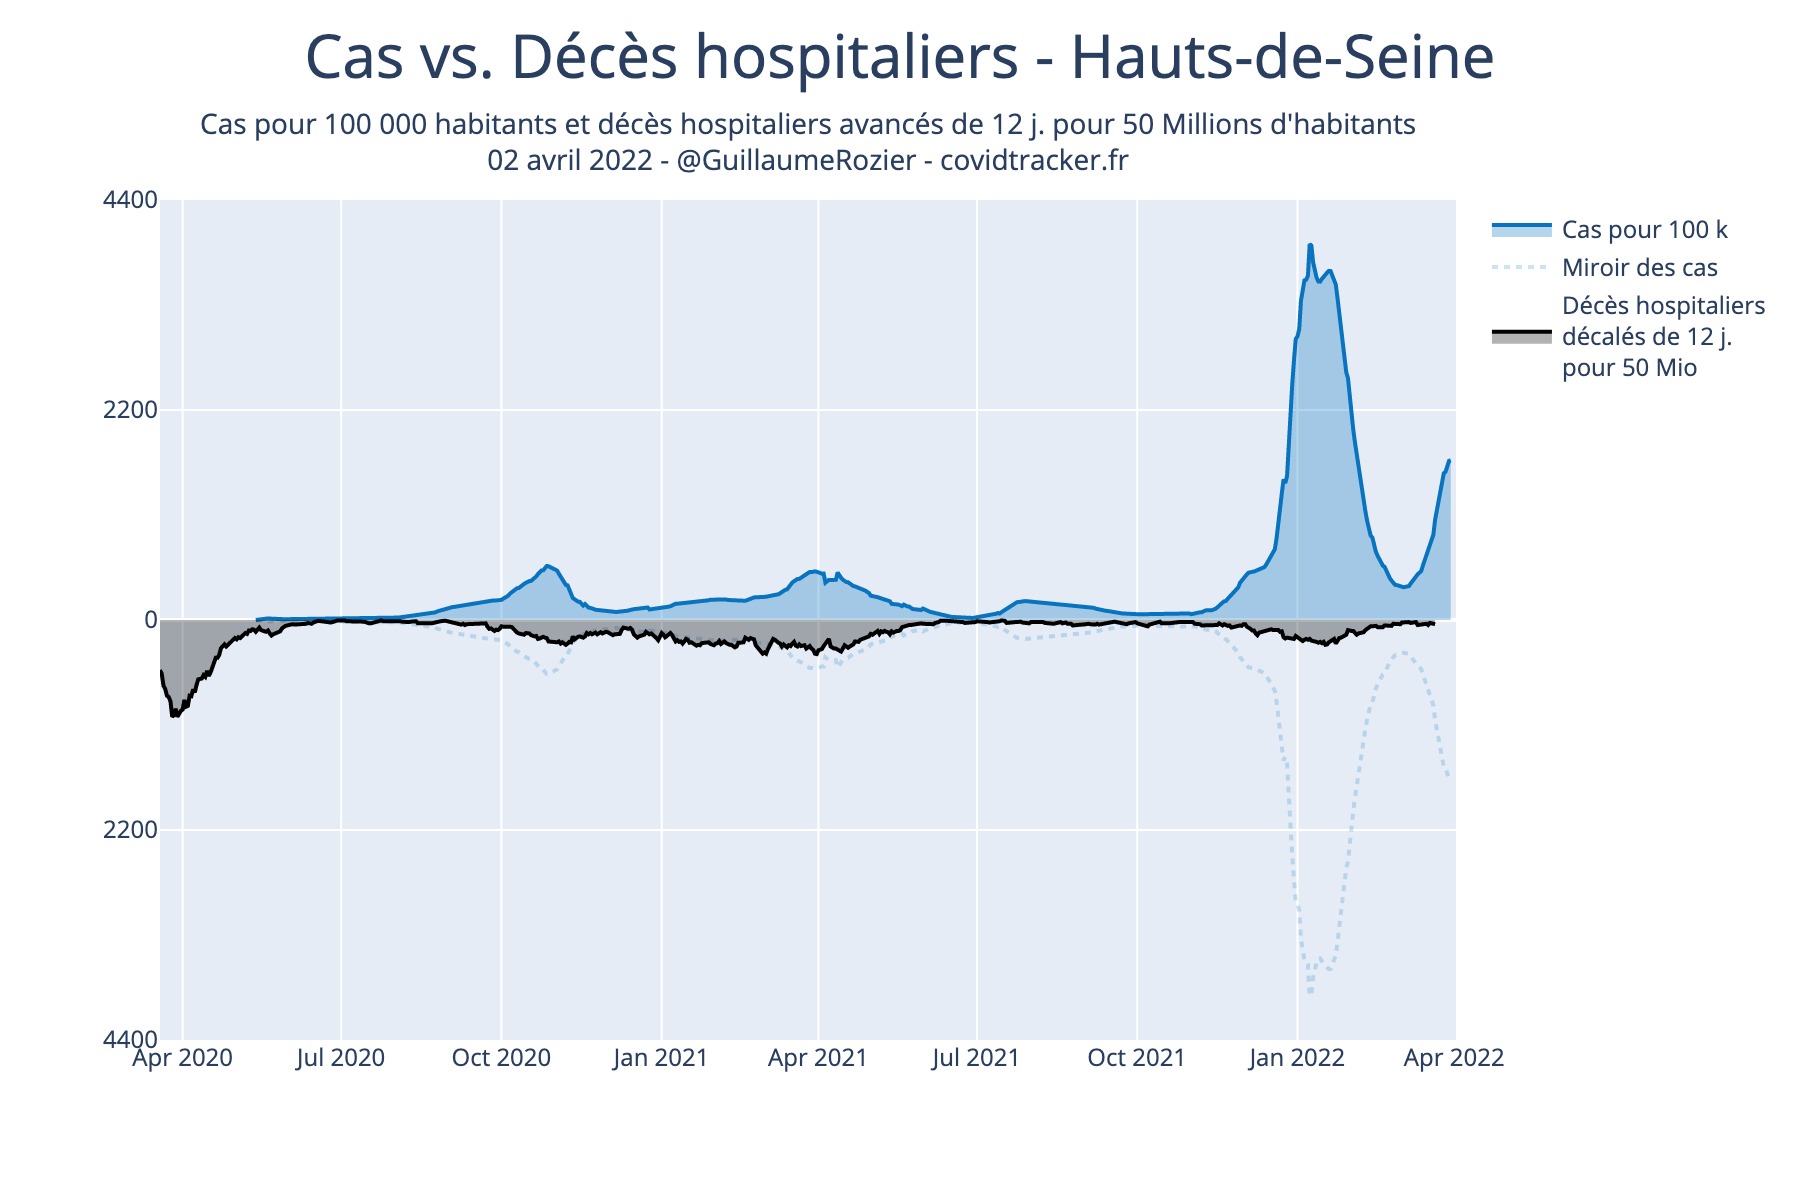 Cas vs. Décès hospitaliers - Hauts-de-Seine
Cas pour 100 000 habitants et décès hospitaliers avancés de 12 j. pour 50 Millions d'habitants
02 avril 2022 - @GuillaumeRozier - covidtracker.fr
4400
2200
0
2200
4400
Apr 2020
Jul 2020
Oct 2020
Jan 2021
Apr 2021
Jul 2021
Oct 2021
Jan 2022
Apr 2022
Cas pour 100 k
Miroir des cas
Décès hospitaliers
décalés de 12 j.
pour 50 Mio